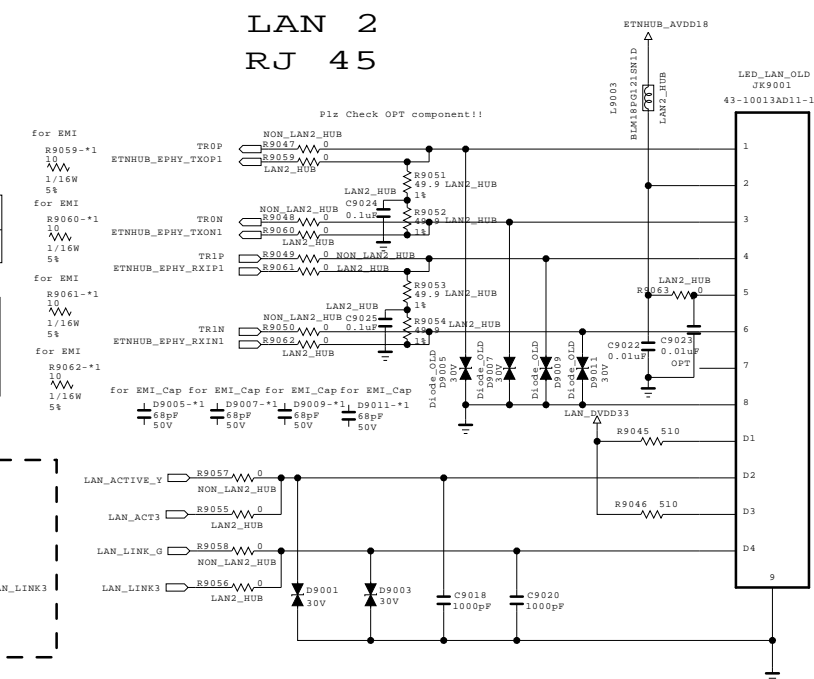 LAN 2
RJ 45
ETNHUB_AVDD18
L9003
BLM18PG121SN1D
LAN2_HUB
LED_LAN_OLD
JK9001
43-10013AD11-1
Plz Check OPT component!!
for EMI
R9059-*1
10
1/16W
5%
for EMI
R9060-*1
10
1/16W
5%
for EMI
R9061-*1
10
1/16W
5%
for EMI
R9062-*1
10
1/16W
5%
NON_LAN2_HUB
TR0P R9047 0
ETNHUB_EPHY_TXOP1 R9059 0
LAN2_HUB
R9051
49.9 LAN2_HUB
1%
LAN2_HUB
C9024
0.1uF
R9052
49.9 LAN2_HUB
1%
NON_LAN2_HUB
TR0N R9048 0
ETNHUB_EPHY_TXON1 R9060 0
LAN2_HUB
TR1P R9049 0 NON_LAN2_HUB
ETNHUB_EPHY_RXIP1 R9061 0 LAN2_HUB
R9053
49.9 LAN2_HUB
1%
LAN2_HUB
C9025
0.1uF
R9054
49.9 LAN2_HUB
1%
NON_LAN2_HUB
TR1N R9050 0
ETNHUB_EPHY_RXIN1 R9062 0
LAN2_HUB
Diode_OLD
D9005
30V
Diode_OLD
D9007
30V
Diode_OLD
D9009
30V
Diode_OLD
D9011
30V
LAN2_HUB
R9063 0
C9022
0.01uF
C9023
0.01uF
OPT
for EMI_Cap for EMI_Cap for EMI_Cap for EMI_Cap
D9005-*1
68pF
50V
D9007-*1
68pF
50V
D9009-*1
68pF
50V
D9011-*1
68pF
50V
LAN_DVDD33
R9045 510
R9046 510
1
2
3
4
5
6
7
8
D1
D2
D3
D4
9
LAN_ACTIVE_Y R9057 0
NON_LAN2_HUB
LAN_ACT3 R9055 0
LAN2_HUB
LAN_LINK_G R9058 0
NON_LAN2_HUB
LAN_LINK3 R9056 0
LAN2_HUB
D9001
30V
D9003
30V
C9018
1000pF
C9020
1000pF
AN_LINK3